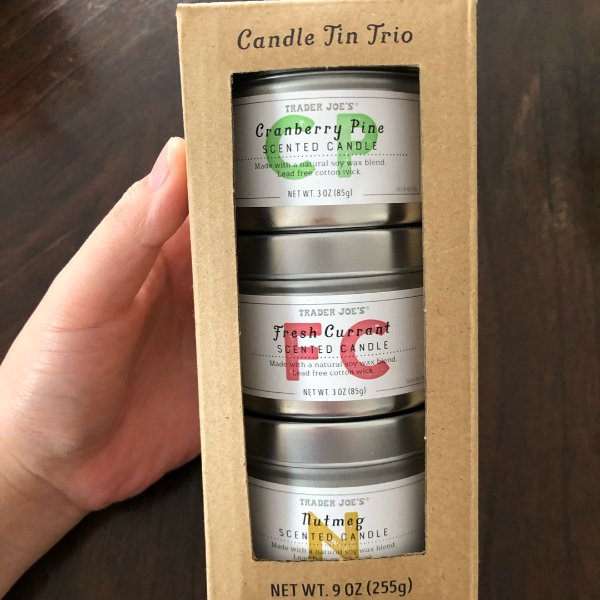 Candle Tin Trio
TRADER JOE'S®
CP
Cranberry Pine
SCENTED CANDLE
Made with a natural soy wax blend.
Lead free cotton wick.
NET WT. 3 OZ (85g)
TRADER JOE'S®
FC
Fresh Currant
SCENTED CANDLE
Made with a natural soy wax blend.
Lead free cotton wick.
NET WT. 3 OZ (85g)
TRADER JOE'S®
N
Nutmeg
SCENTED CANDLE
Made with a natural soy wax blend.
NET WT. 9 OZ (255g)